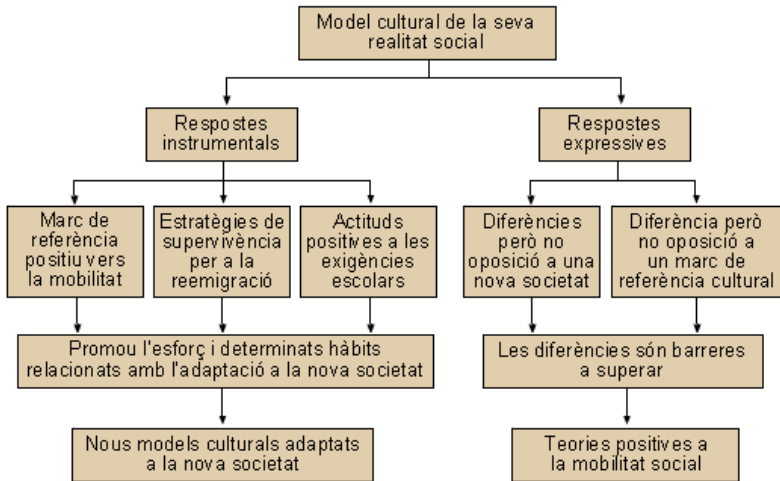 Model cultural de la seva
realitat social
Respostes
instrumentals
Respostes
expressives
Marc de
referència
positiu vers
la mobilitat
Estratègies de
supervivència
per a la
reemigració
Actituds
positives a les
exigències
escolars
Diferències
però no
oposició a una
nova societat
Diferència però
no oposició a
un marc de
referència cultural
Promou l'esforç i determinats hàbits
relacionats amb l'adaptació a la nova societat
Les diferències són barreres
a superar
Nous models culturals adaptats
a la nova societat
Teories positives a
la mobilitat social